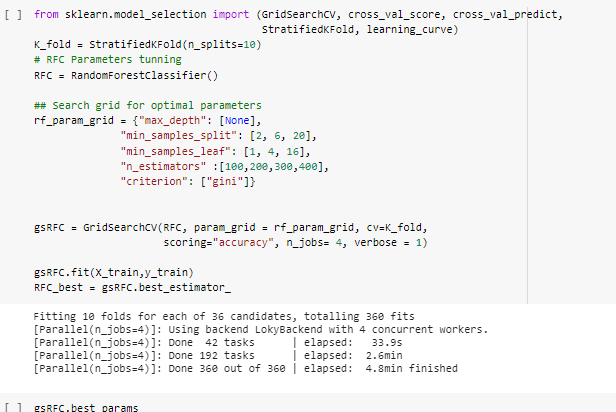 [ ] from sklearn.model_selection import (GridSearchCV, cross_val_score, cross_val_predict,
StratifiedKFold, learning_curve)
K_fold = StratifiedKFold(n_splits=10)
# RFC Parameters tunning
RFC = RandomForestClassifier()
## Search grid for optimal parameters
rf_param_grid = {"max_depth": [None],
"min_samples_split": [2, 6, 20],
"min_samples_leaf": [1, 4, 16],
"n_estimators" :[100,200,300,400],
"criterion": ["gini"]}
gsRFC = GridSearchCV(RFC, param_grid = rf_param_grid, cv=K_fold,
scoring="accuracy", n_jobs= 4, verbose = 1)
gsRFC.fit(X_train,y_train)
RFC_best = gsRFC.best_estimator_
Fitting 10 folds for each of 36 candidates, totalling 360 fits
[Parallel(n_jobs=4)]: Using backend LokyBackend with 4 concurrent workers.
[Parallel(n_jobs=4)]: Done 42 tasks | elapsed: 33.9s
[Parallel(n_jobs=4)]: Done 192 tasks | elapsed: 2.6min
[Parallel(n_jobs=4)]: Done 360 out of 360 | elapsed: 4.8min finished
[ ] gsRFC.best_params